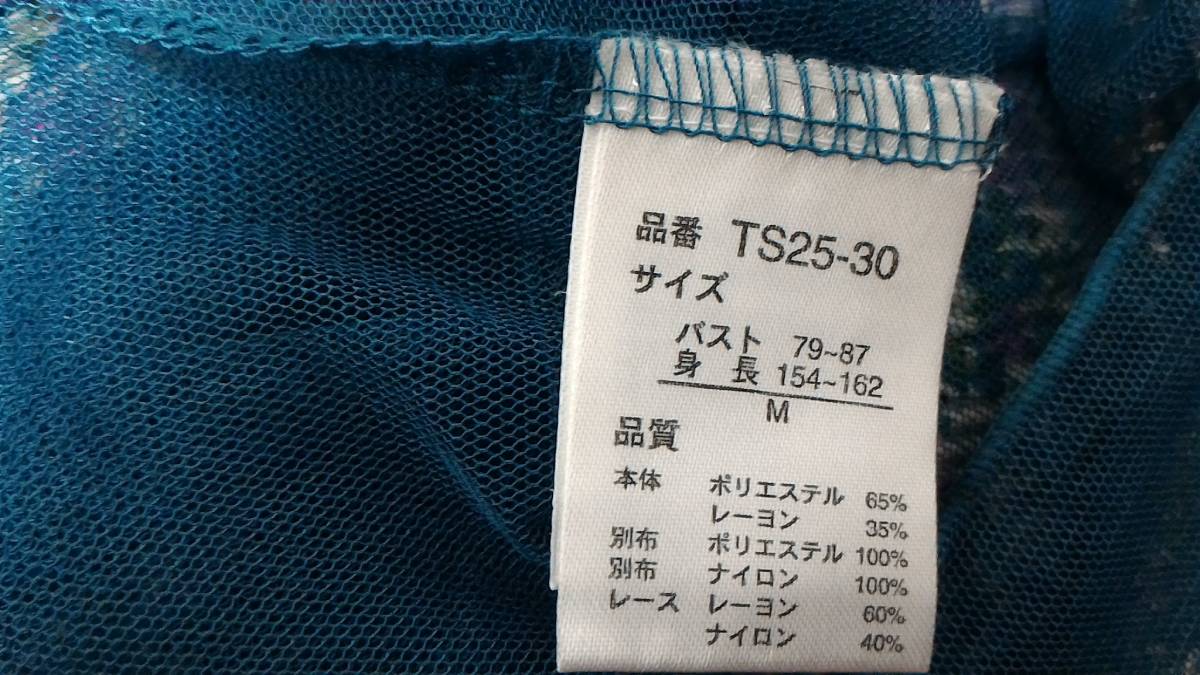 品番 TS25-30
サイズ
バスト 79~87
身 長 154~162
M
品質
本体 ポリエステル 65%
レーヨン 35%
別布 ポリエステル 100%
別布 ナイロン 100%
レース レーヨン 60%
ナイロン 40%